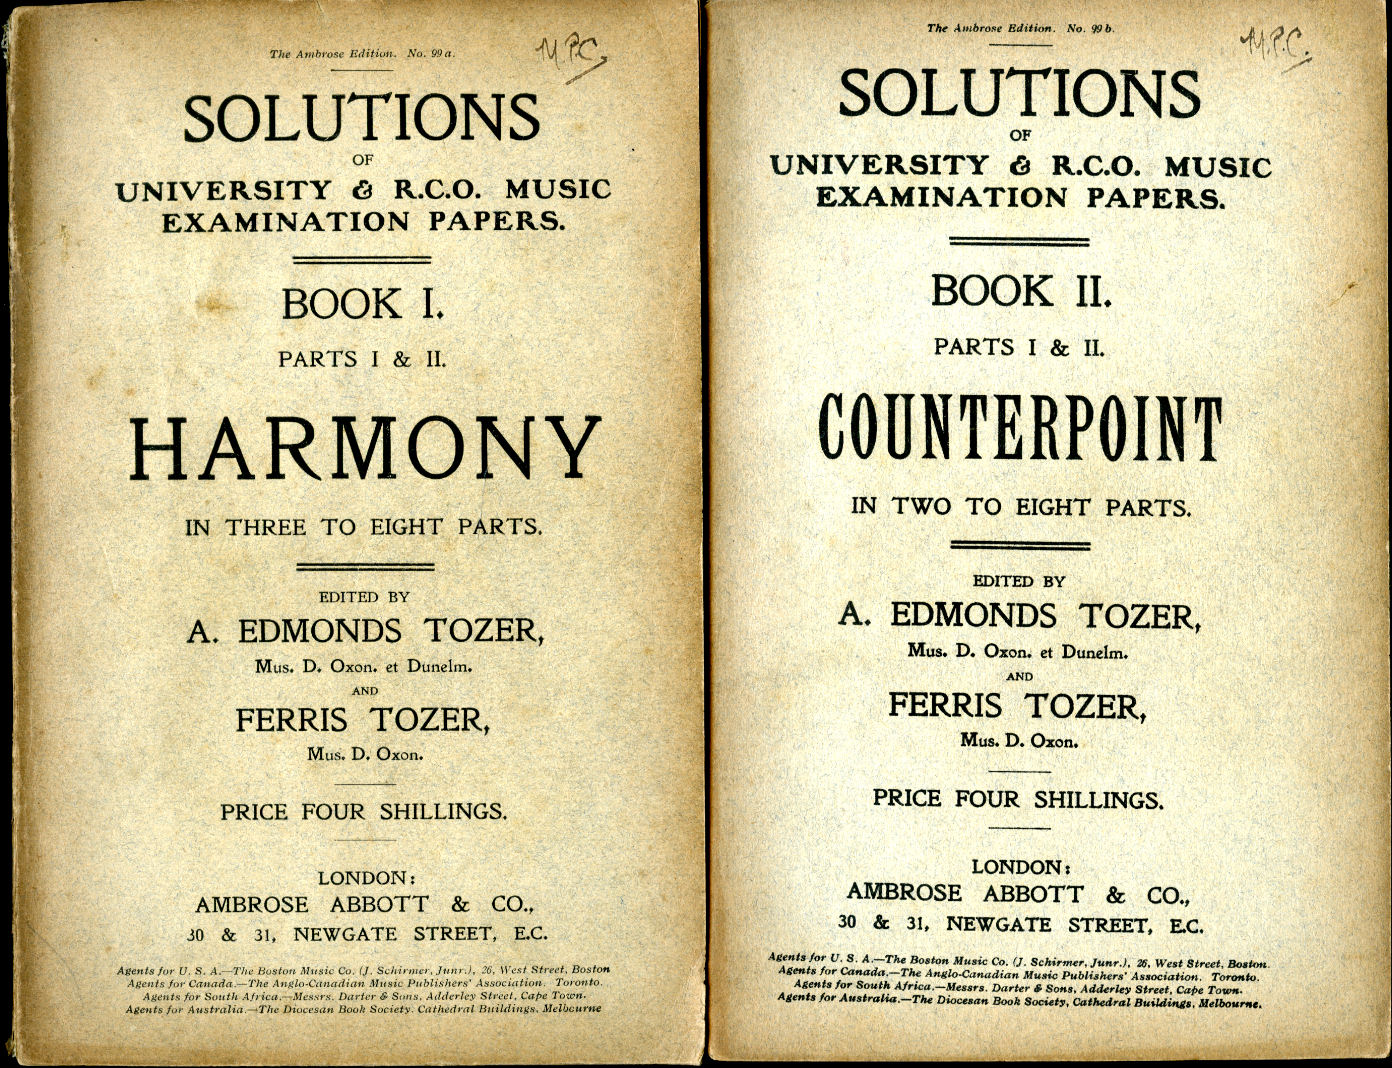 The Ambrose Edition. No. 99 a.
M.P.C.
SOLUTIONS
OF
UNIVERSITY & R.C.O. MUSIC
EXAMINATION PAPERS.
BOOK I.
PARTS I & II.
HARMONY
IN THREE TO EIGHT PARTS.
EDITED BY
A. EDMONDS TOZER,
Mus. D. Oxon. et Dunelm.
AND
FERRIS TOZER,
Mus. D. Oxon.
PRICE FOUR SHILLINGS.
LONDON:
AMBROSE ABBOTT & CO.,
30 & 31, NEWGATE STREET, E.C.
Agents for U. S. A.—The Boston Music Co. (J. Schirmer, Junr.), 26, West Street, Boston
Agents for Canada.—The Anglo-Canadian Music Publishers' Association. Toronto.
Agents for South Africa.—Messrs. Darter & Sons, Adderley Street, Cape Town.
Agents for Australia.—The Diocesan Book Society. Cathedral Buildings, Melbourne
The Ambrose Edition. No. 99 b.
M.P.C.
SOLUTIONS
OF
UNIVERSITY & R.C.O. MUSIC
EXAMINATION PAPERS.
BOOK II.
PARTS I & II.
COUNTERPOINT
IN TWO TO EIGHT PARTS.
EDITED BY
A. EDMONDS TOZER,
Mus. D. Oxon. et Dunelm.
AND
FERRIS TOZER,
Mus. D. Oxon.
PRICE FOUR SHILLINGS.
LONDON:
AMBROSE ABBOTT & CO.,
30 & 31, NEWGATE STREET, E.C.
Agents for U. S. A.—The Boston Music Co. (J. Schirmer, Junr.), 26, West Street, Boston.
Agents for Canada.—The Anglo-Canadian Music Publishers' Association. Toronto.
Agents for South Africa.—Messrs. Darter & Sons, Adderley Street, Cape Town.
Agents for Australia.—The Diocesan Book Society, Cathedral Buildings, Melbourne.